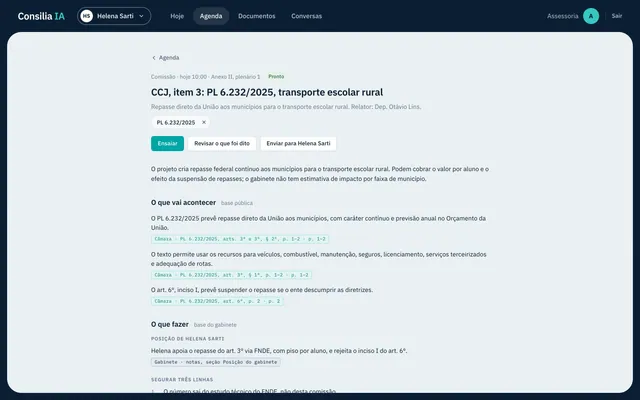 Consilia IA
HS Helena Sarti
Hoje
Agenda
Documentos
Conversas
Assessoria
A
Sair
Agenda
Comissão · hoje 10:00 · Anexo II, plenário 1 Pronto
CCJ, item 3: PL 6.232/2025, transporte escolar rural
Repasse direto da União aos municípios para o transporte escolar rural. Relator: Dep. Otávio Lins.
PL 6.232/2025 ×
Ensaiar
Revisar o que foi dito
Enviar para Helena Sarti
O projeto cria repasse federal contínuo aos municípios para o transporte escolar rural. Podem cobrar o valor por aluno e o
efeito da suspensão de repasses; o gabinete não tem estimativa de impacto por faixa de município.
O que vai acontecer · base pública
O PL 6.232/2025 prevê repasse direto da União aos municípios, com caráter contínuo e previsão anual no Orçamento da
União.
Câmara · PL 6.232/2025, arts. 3º e 5º, § 2º, p. 1-2 · p. 1-2
O texto permite usar os recursos para veículos, combustível, manutenção, seguros, licenciamento, serviços terceirizados
e adequação de rotas.
Câmara · PL 6.232/2025, art. 3º, § 1º, p. 1-2 · p. 1-2
O art. 6º, inciso I, prevê suspender o repasse se o ente descumprir as diretrizes.
Câmara · PL 6.232/2025, art. 6º, p. 2 · p. 2
O que fazer · base do gabinete
POSIÇÃO DE HELENA SARTI
Helena apoia o repasse do art. 3º via FNDE, com piso por aluno, e rejeita o inciso I do art. 6º.
Gabinete · notas, seção Posição do gabinete
SEGURAR TRÊS LINHAS
O número sai do estudo técnico do FNDE, não desta comissão.